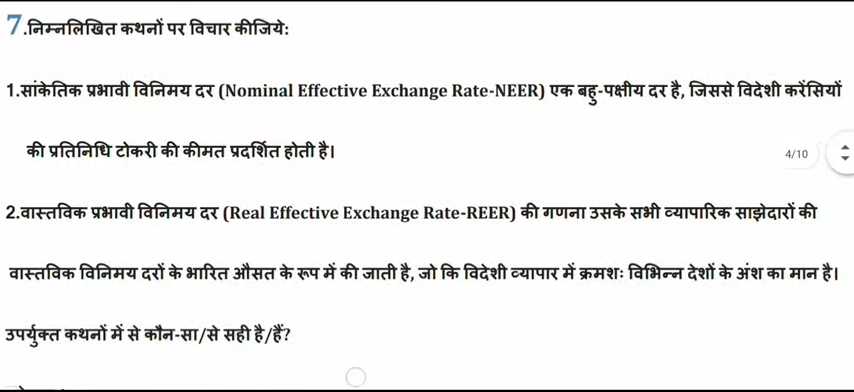 7.निम्नलिखित कथनों पर विचार कीजिये:
1.सांकेतिक प्रभावी विनिमय दर (Nominal Effective Exchange Rate-NEER) एक बहु-पक्षीय दर है, जिससे विदेशी करेंसियों
की प्रतिनिधि टोकरी की कीमत प्रदर्शित होती है।
4/10
2.वास्तविक प्रभावी विनिमय दर (Real Effective Exchange Rate-REER) की गणना उसके सभी व्यापारिक साझेदारों की
वास्तविक विनिमय दरों के भारित औसत के रूप में की जाती है, जो कि विदेशी व्यापार में क्रमशः विभिन्न देशों के अंश का मान है।
उपर्युक्त कथनों में से कौन-सा/से सही है/हैं?